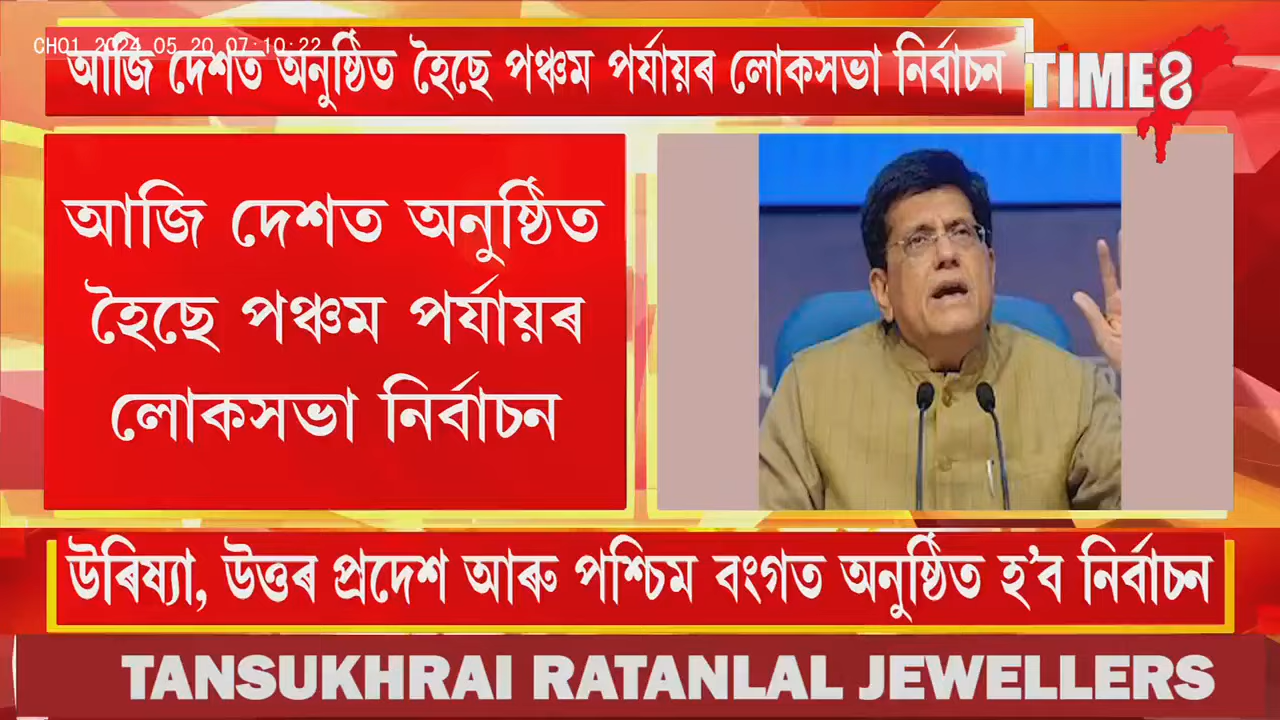 CH01 2024 05 20 07:10:22
আজি দেশত অনুষ্ঠিত হৈছে পঞ্চম পৰ্যায়ৰ লোকসভা নিৰ্বাচন
TIME8
আজি দেশত অনুষ্ঠিত
হৈছে পঞ্চম পৰ্যায়ৰ
লোকসভা নিৰ্বাচন
উৰিষ্যা, উত্তৰ প্ৰদেশ আৰু পশ্চিম বংগত অনুষ্ঠিত হ'ব নিৰ্বাচন
TANSUKHRAI RATANLAL JEWELLERS